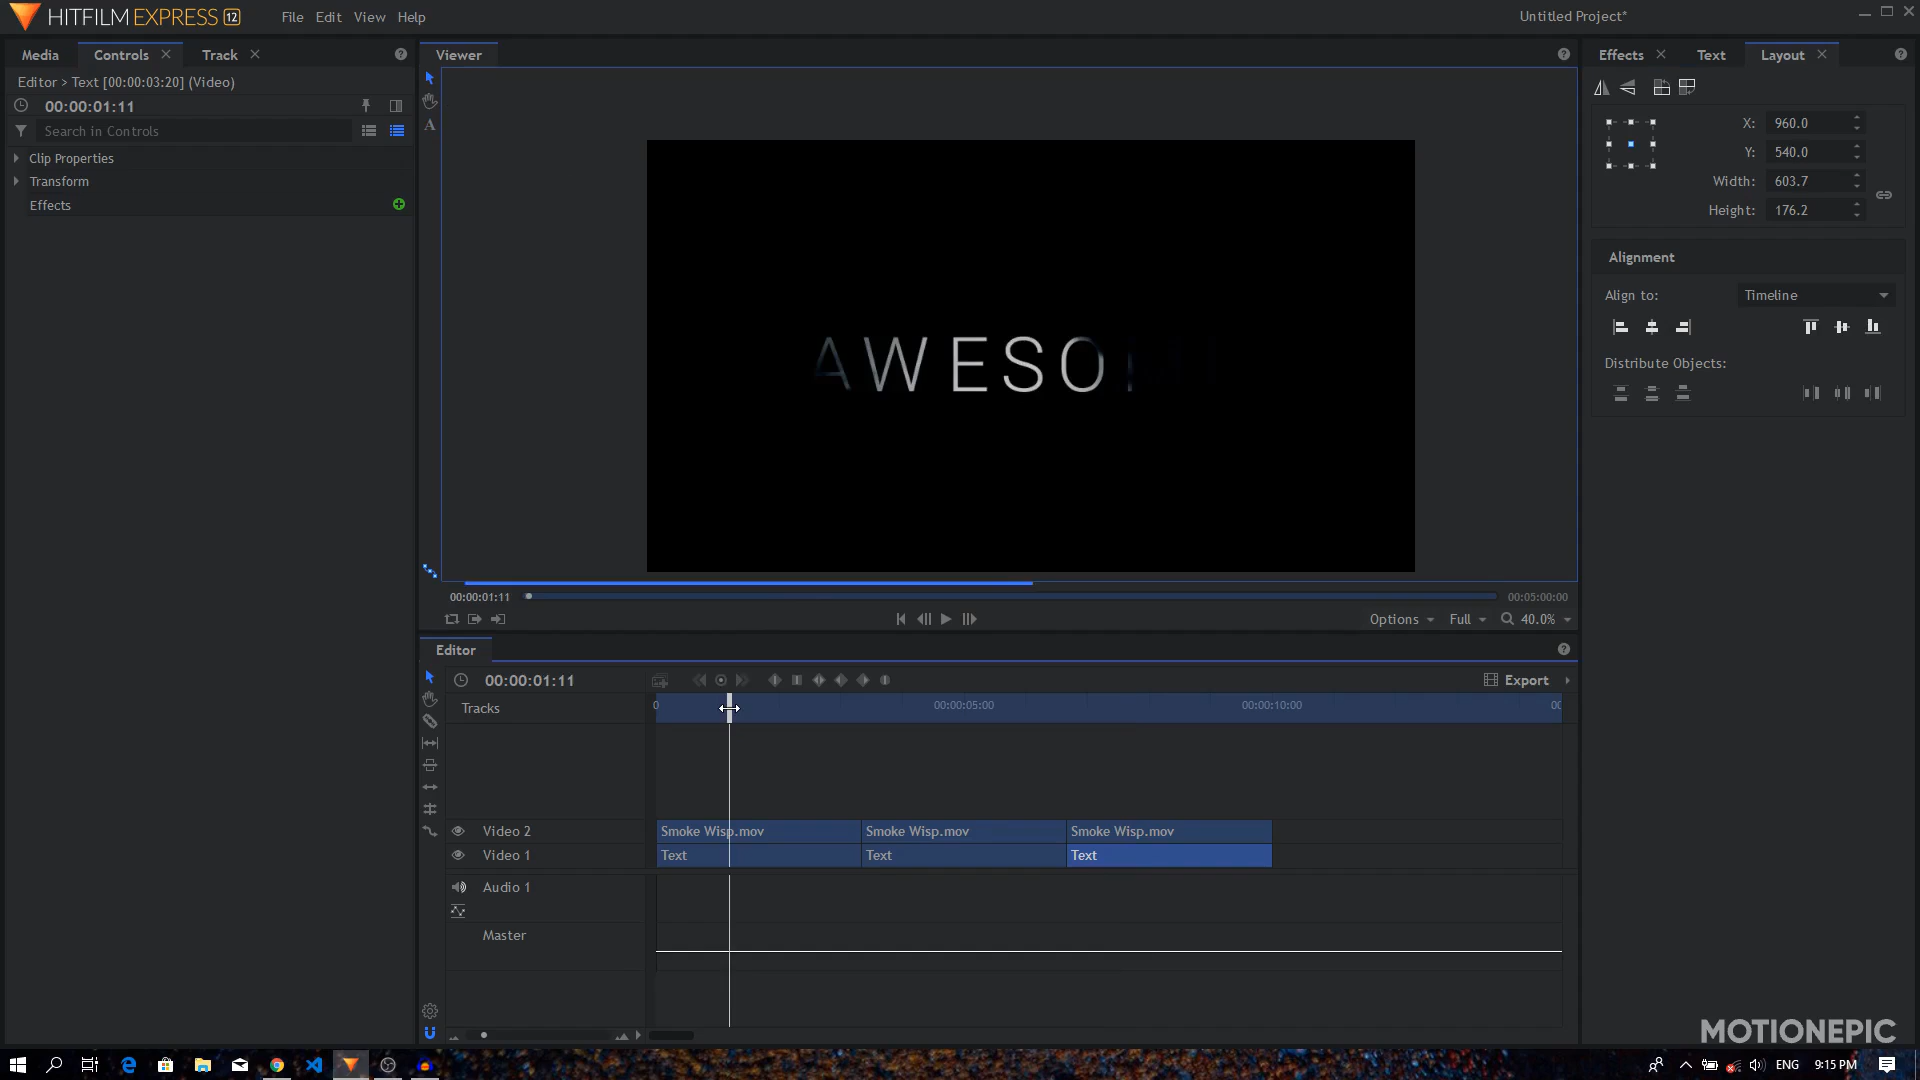 HITFILM EXPRESS 12
File Edit View Help
Untitled Project*
Media Controls Track
Viewer
Effects Text Layout
Editor > Text [00:00:03:20] (Video)
00:00:01:11
Search in Controls
Clip Properties
Transform
Effects
A
X: 960.0
Y: 540.0
Width: 603.7
Height: 176.2
Alignment
Align to: Timeline
Distribute Objects:
AWESO
00:00:01:11
00:05:00:00
Options Full 40.0%
Editor
00:00:01:11
Export
Tracks
0 00:00:05:00 00:00:10:00 00
Video 2 Smoke Wisp.mov Smoke Wisp.mov Smoke Wisp.mov
Video 1 Text Text Text
Audio 1
Master
MOTIONEPIC
ENG 9:15 PM